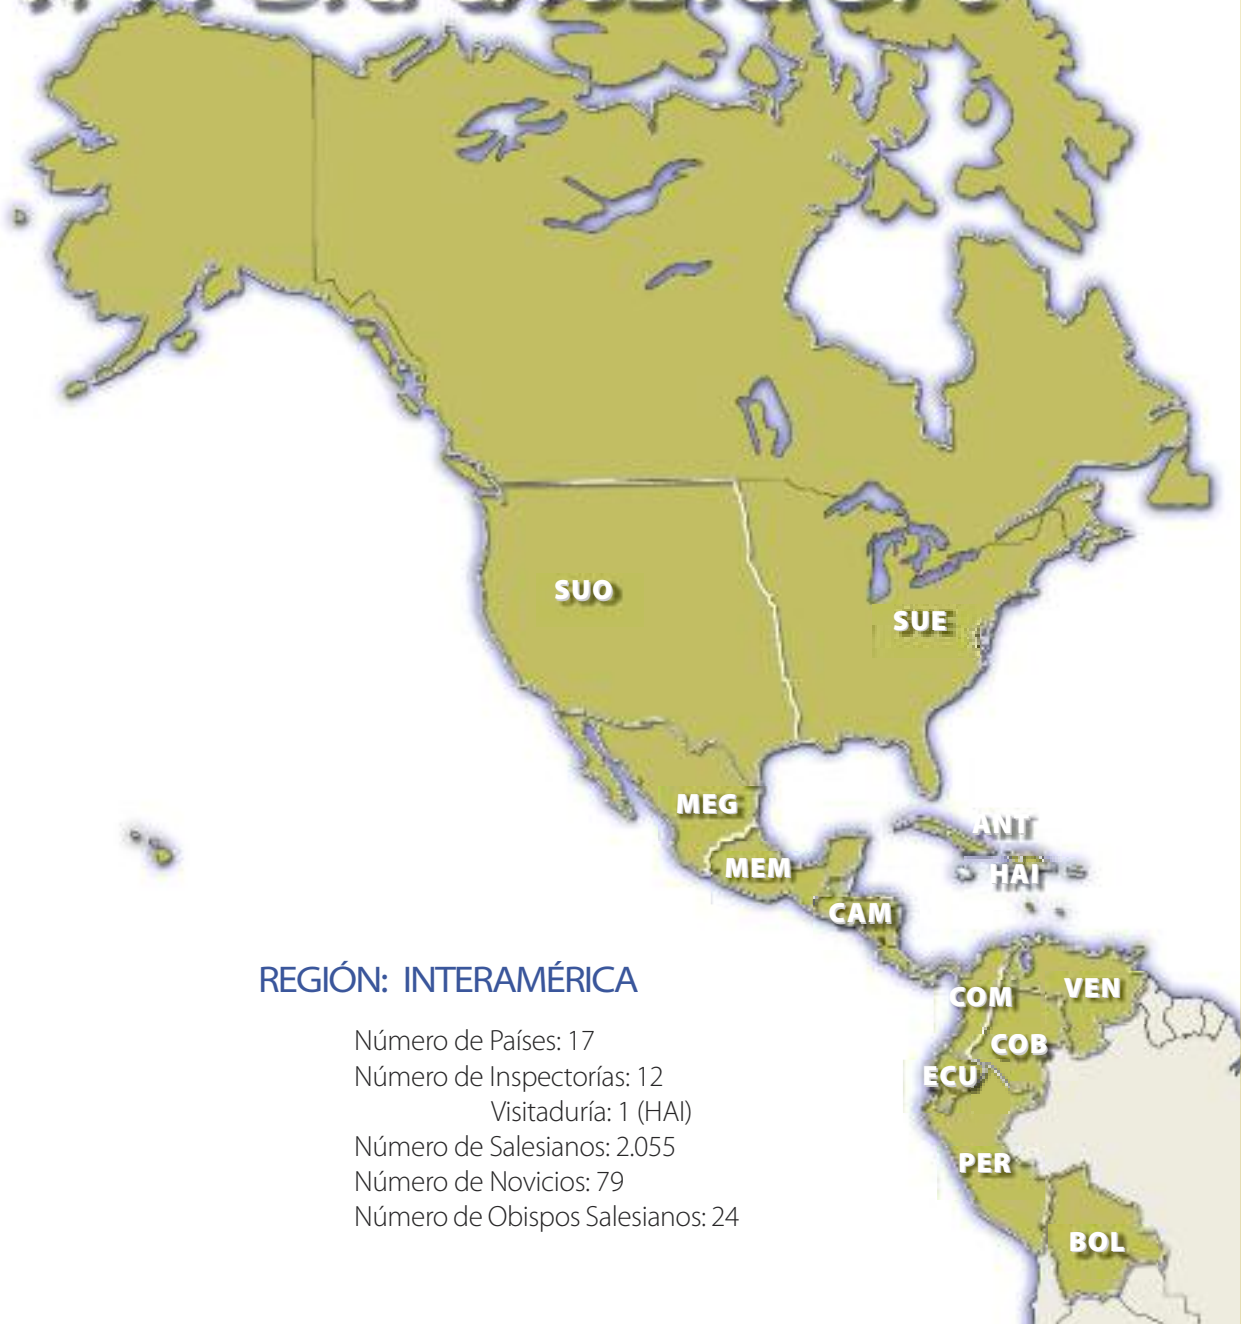 SUO
SUE
MEG
ANT
MEM
HAI
CAM
COM
VEN
COB
ECU
PER
BOL
REGIÓN: INTERAMÉRICA
Número de Países: 17
Número de Inspectorías: 12
Visitaduría: 1 (HAI)
Número de Salesianos: 2.055
Número de Novicios: 79
Número de Obispos Salesianos: 24